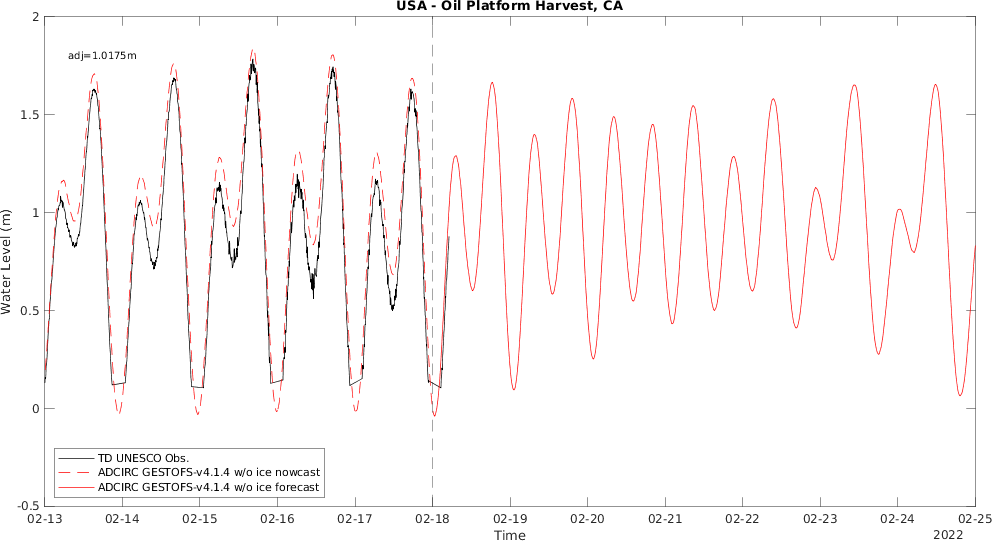 USA - Oil Platform Harvest, CA
adj=1.0175m
Water Level (m)
2
1.5
1
0.5
0
-0.5
TD UNESCO Obs.
ADCIRC GESTOFS-v4.1.4 w/o ice nowcast
ADCIRC GESTOFS-v4.1.4 w/o ice forecast
02-13 02-14 02-15 02-16 02-17 02-18 02-19 02-20 02-21 02-22 02-23 02-24 02-25
Time
2022